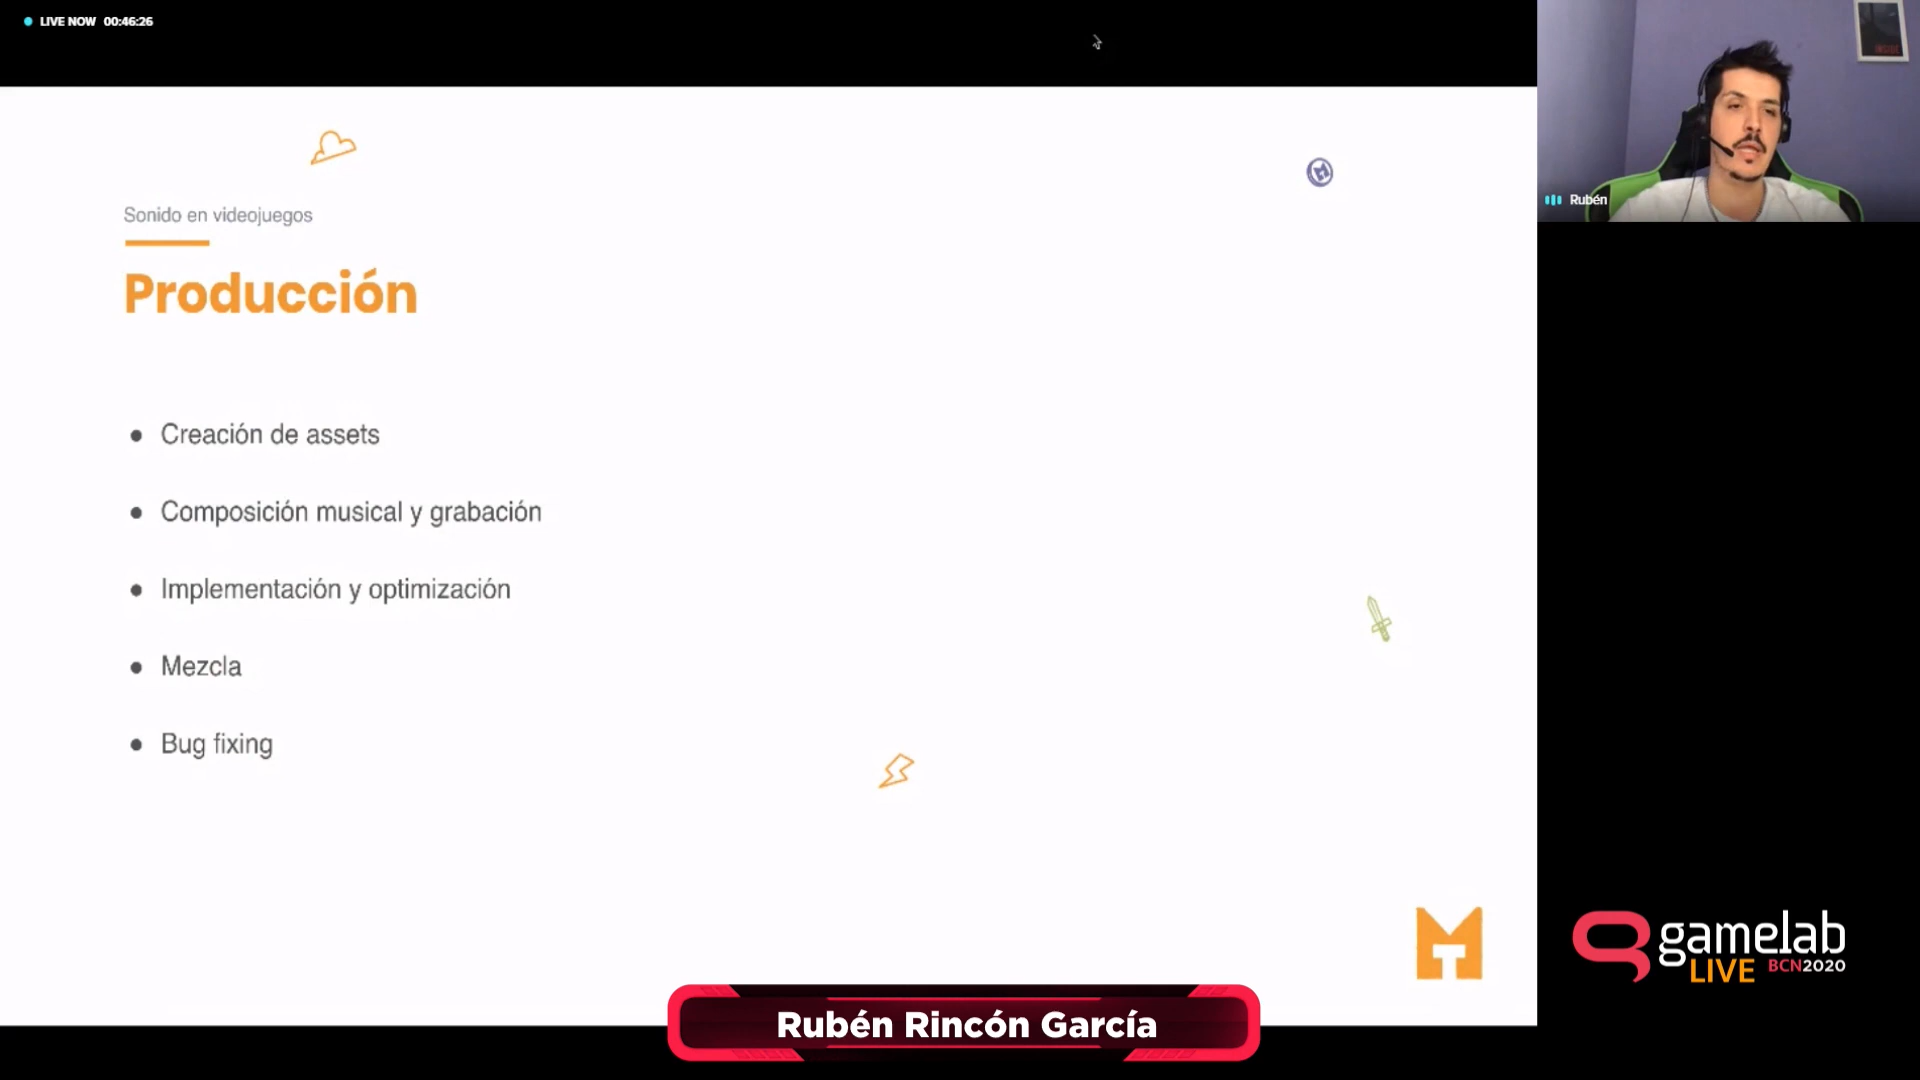 LIVE NOW 00:46:26
Sonido en videojuegos
Producción
● Creación de assets
● Composición musical y grabación
● Implementación y optimización
● Mezcla
● Bug fixing
INSIDE
Rubén
gamelab
LIVE BCN2020
Rubén Rincón García